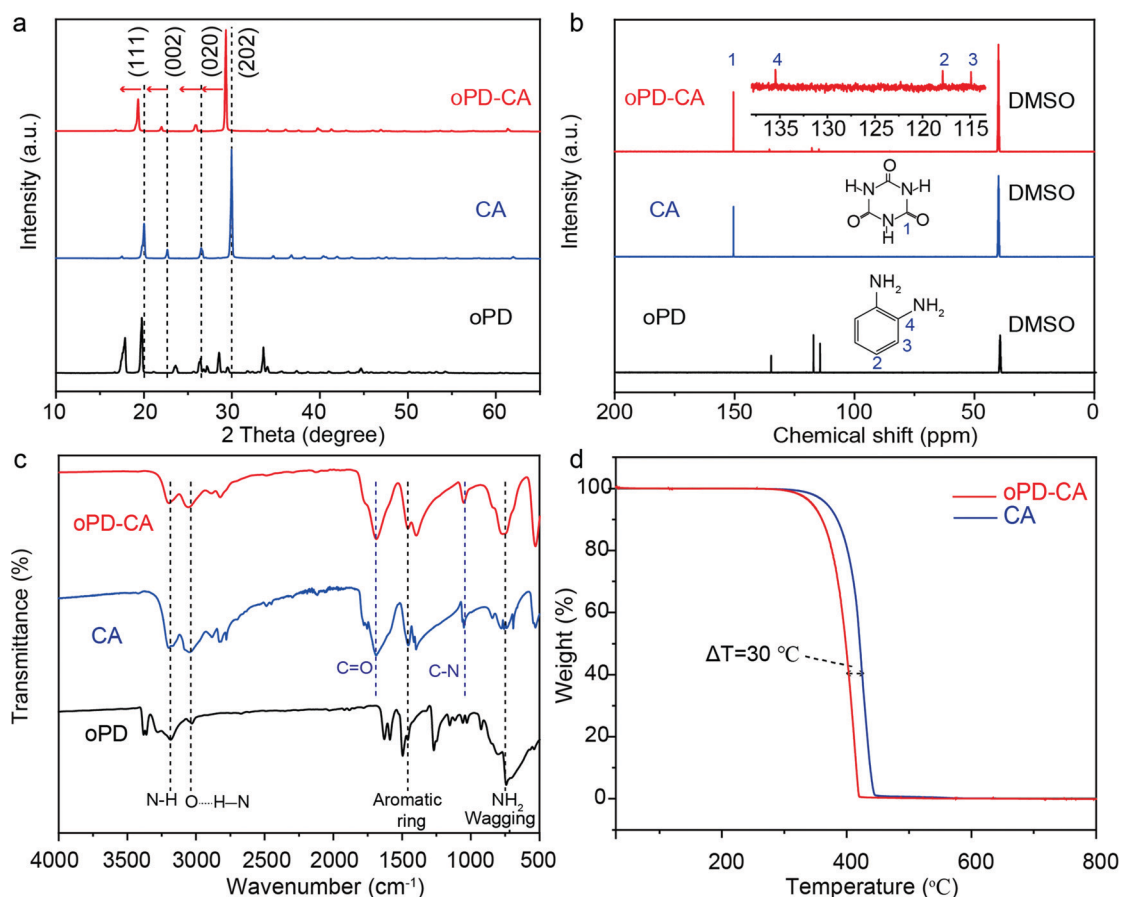 a
(111)
(002)
(020)
(202)
oPD-CA
CA
oPD
Intensity (a.u.)
10 20 30 40 50 60
2 Theta (degree)
b
1 4 2 3
135 130 125 120 115
oPD-CA
DMSO
O
H N N H
O N O
H 1
CA
DMSO
NH2
NH2
4
3
2
oPD
DMSO
Intensity (a.u.)
200 150 100 50 0
Chemical shift (ppm)
c
oPD-CA
CA
C=O
C-N
oPD
N-H
O·····H—N
Aromatic
ring
NH2
Wagging
Transmittance (%)
4000 3500 3000 2500 2000 1500 1000 500
Wavenumber (cm-1)
d
oPD-CA
CA
ΔT=30 ℃
Weight (%)
100
80
60
40
20
0
200 400 600 800
Temperature (℃)